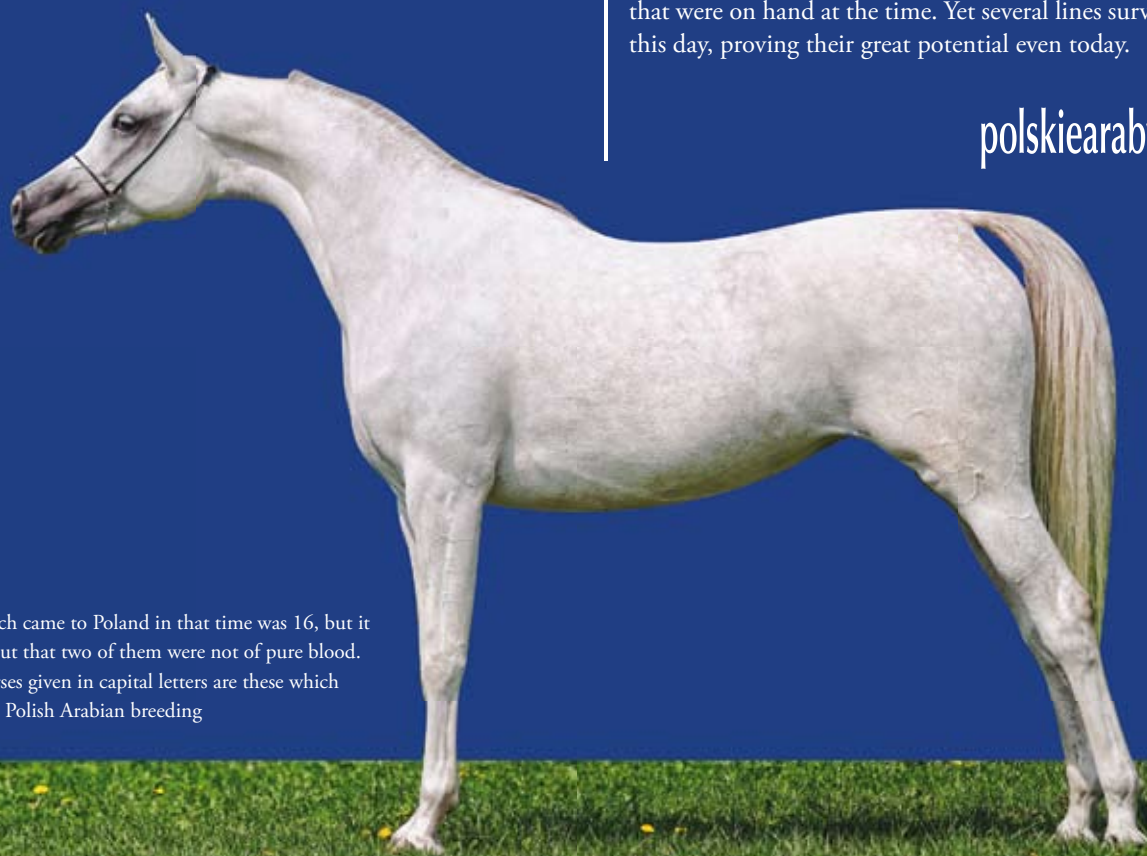 that were on hand at the time. Yet several lines surv
this day, proving their great potential even today.
polskiearab
ch came to Poland in that time was 16, but it
ut that two of them were not of pure blood.
ses given in capital letters are these which
Polish Arabian breeding